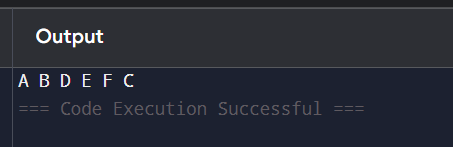 Output
A B D E F C
=== Code Execution Successful ===